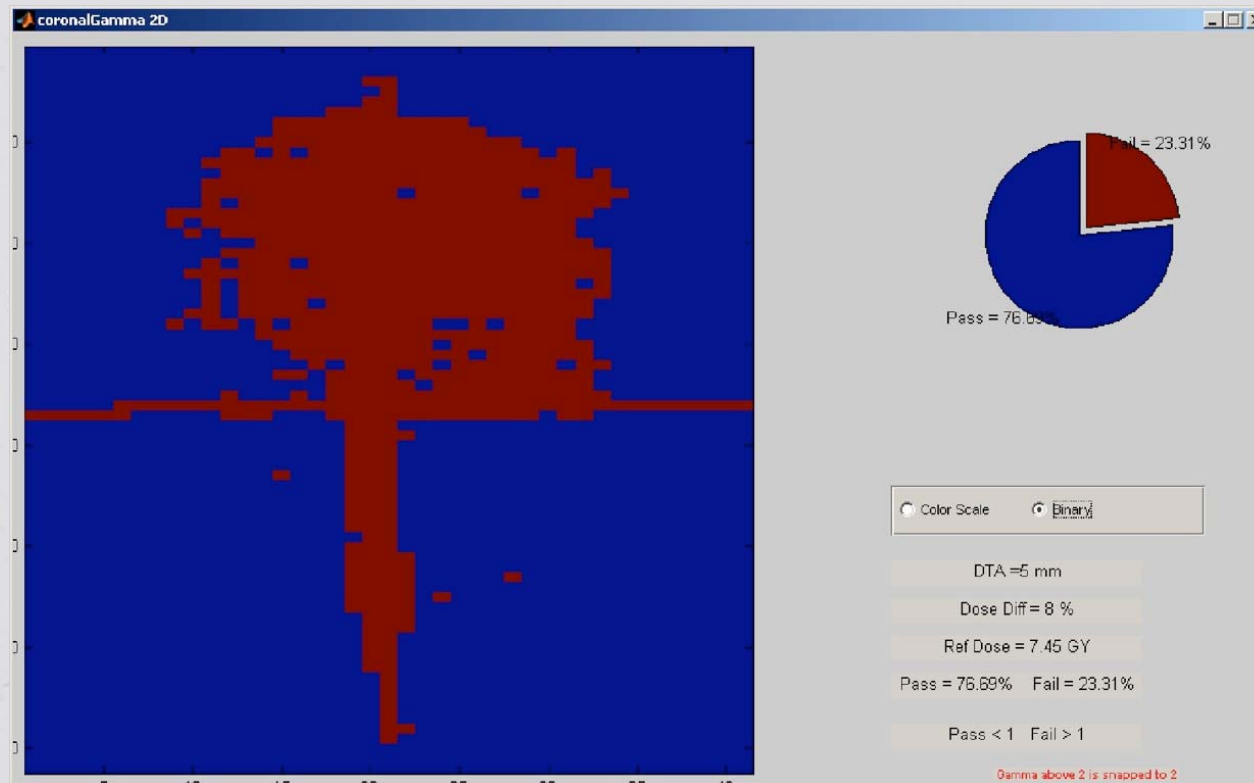 coronalGamma 2D
Fail = 23.31%
Pass = 76.69%
Color Scale
Binary
DTA =5 mm
Dose Diff = 8 %
Ref Dose = 7.45 GY
Pass = 76.69% Fail = 23.31%
Pass < 1 Fail > 1
Gamma above 2 is snapped to 2